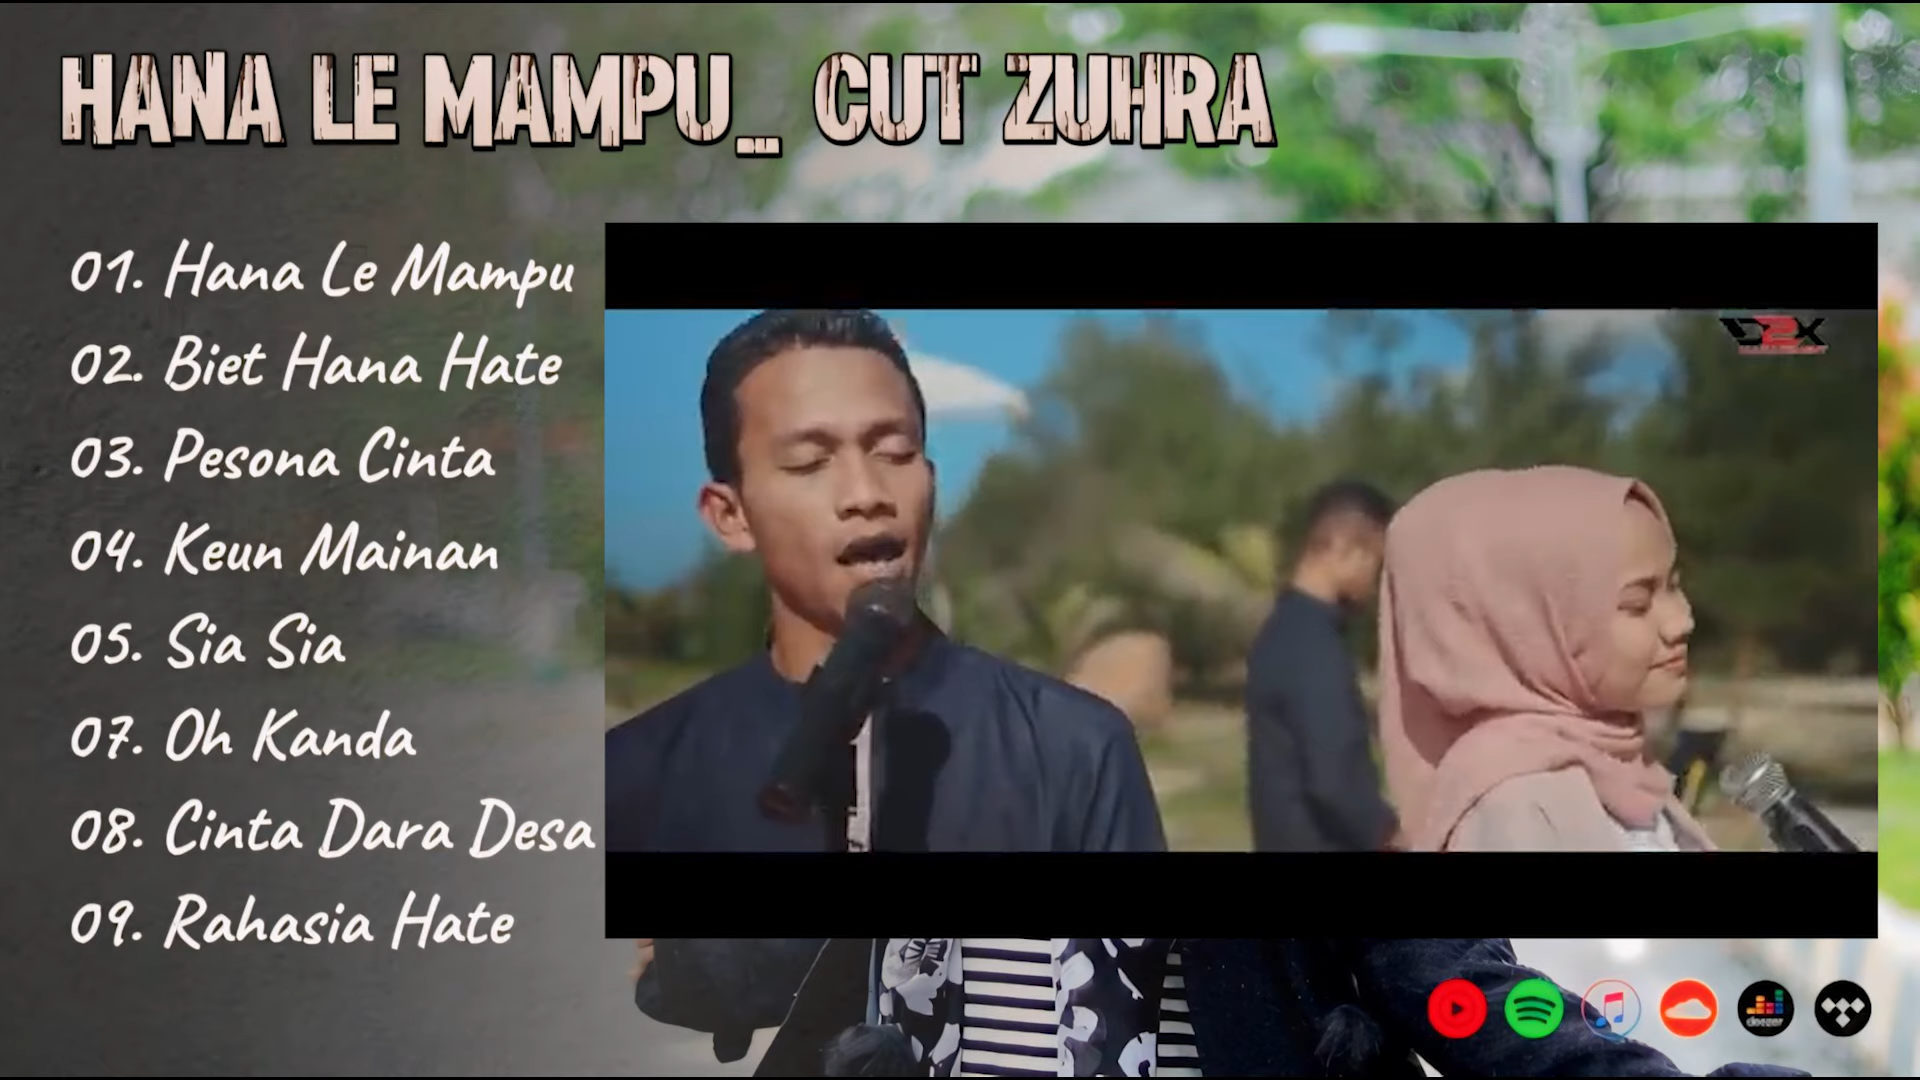 HANA LE MAMPU_ CUT ZUHRA
01. Hana Le Mampu
02. Biet Hana Hate
03. Pesona Cinta
04. Keun Mainan
05. Sia Sia
07. Oh Kanda
08. Cinta Dara Desa
09. Rahasia Hate
deezer